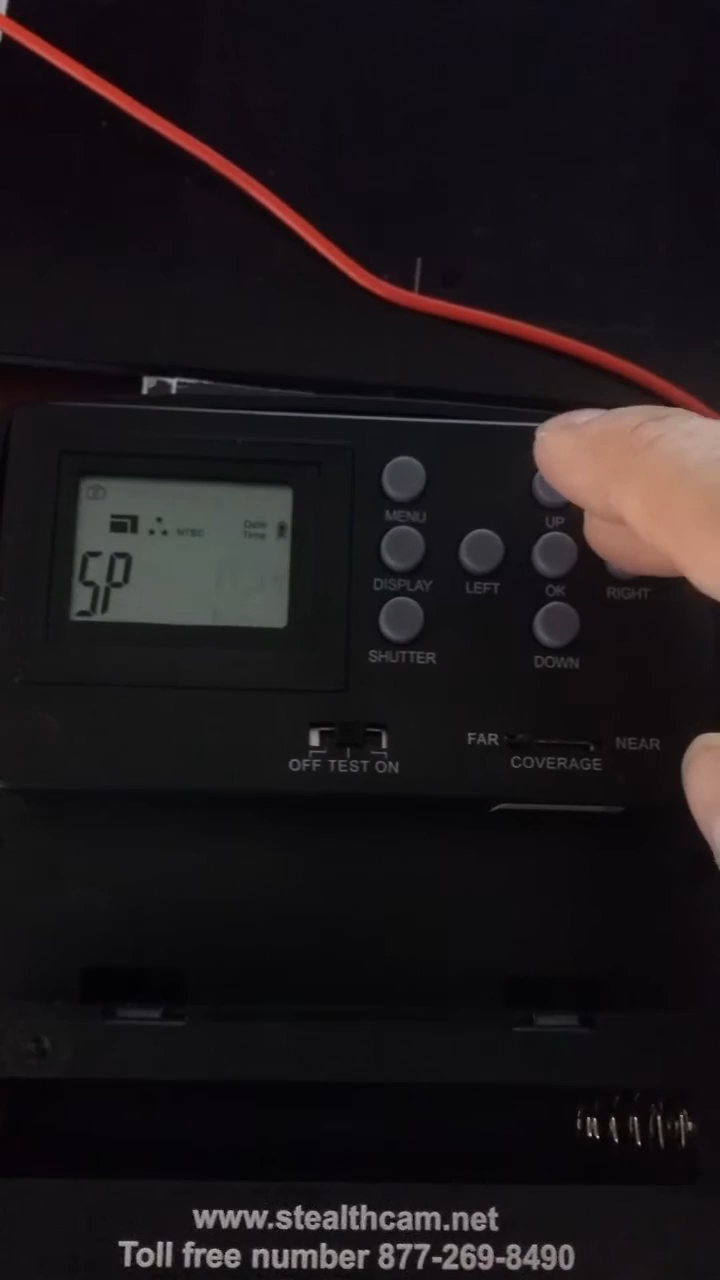 NTSC
Date
Time
SP
MENU
UP
DISPLAY
LEFT
OK
RIGHT
SHUTTER
DOWN
OFF TEST ON
FAR
NEAR
COVERAGE
www.stealthcam.net
Toll free number 877-269-8490